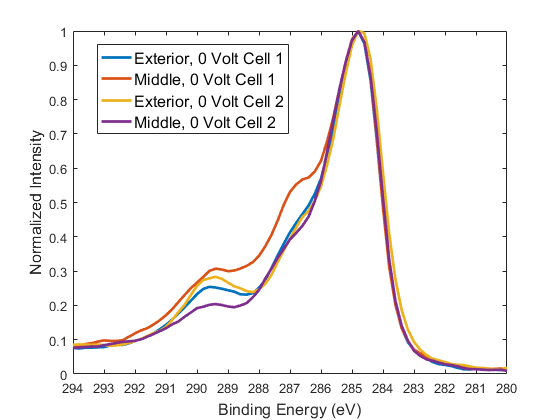 1
0.9
0.8
0.7
0.6
0.5
0.4
0.3
0.2
0.1
0
Normalized Intensity
Exterior, 0 Volt Cell 1
Middle, 0 Volt Cell 1
Exterior, 0 Volt Cell 2
Middle, 0 Volt Cell 2
294 293 292 291 290 289 288 287 286 285 284 283 282 281 280
Binding Energy (eV)